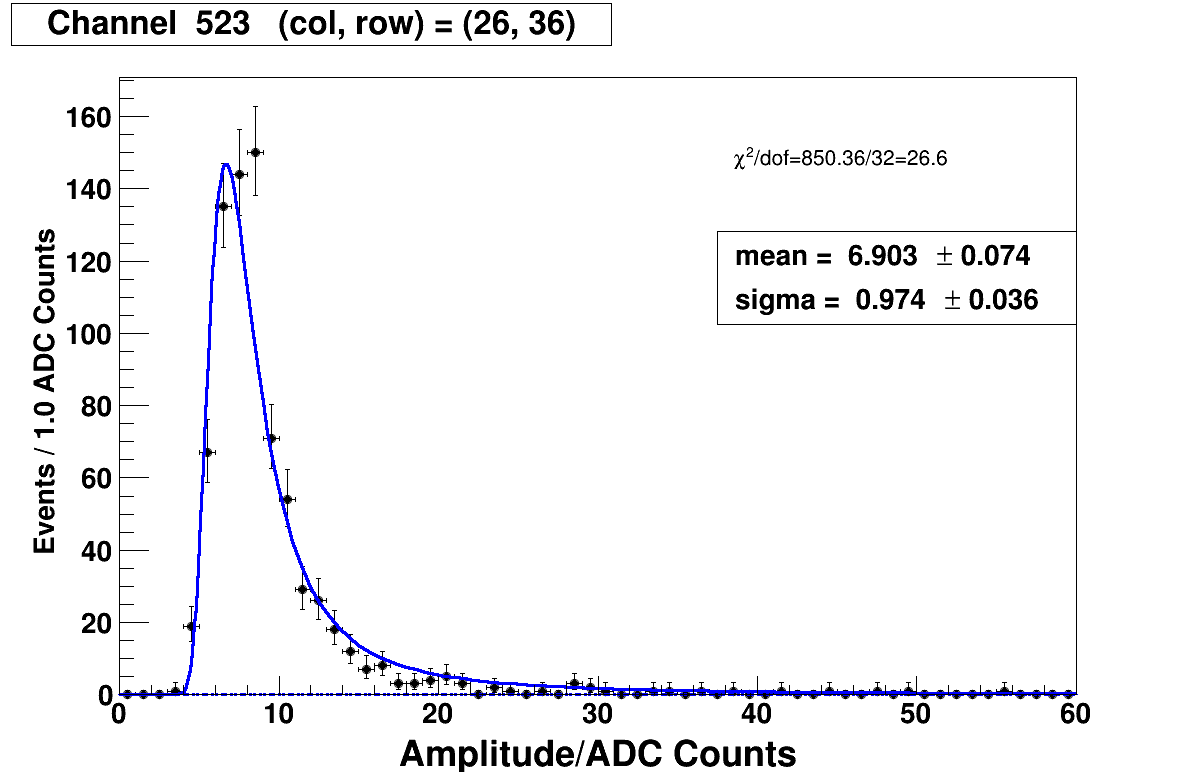 Channel 523 (col, row) = (26, 36)
χ²/dof=850.36/32=26.6
mean = 6.903 ± 0.074
sigma = 0.974 ± 0.036
Events / 1.0 ADC Counts
160
140
120
100
80
60
40
20
0
0 10 20 30 40 50 60
Amplitude/ADC Counts